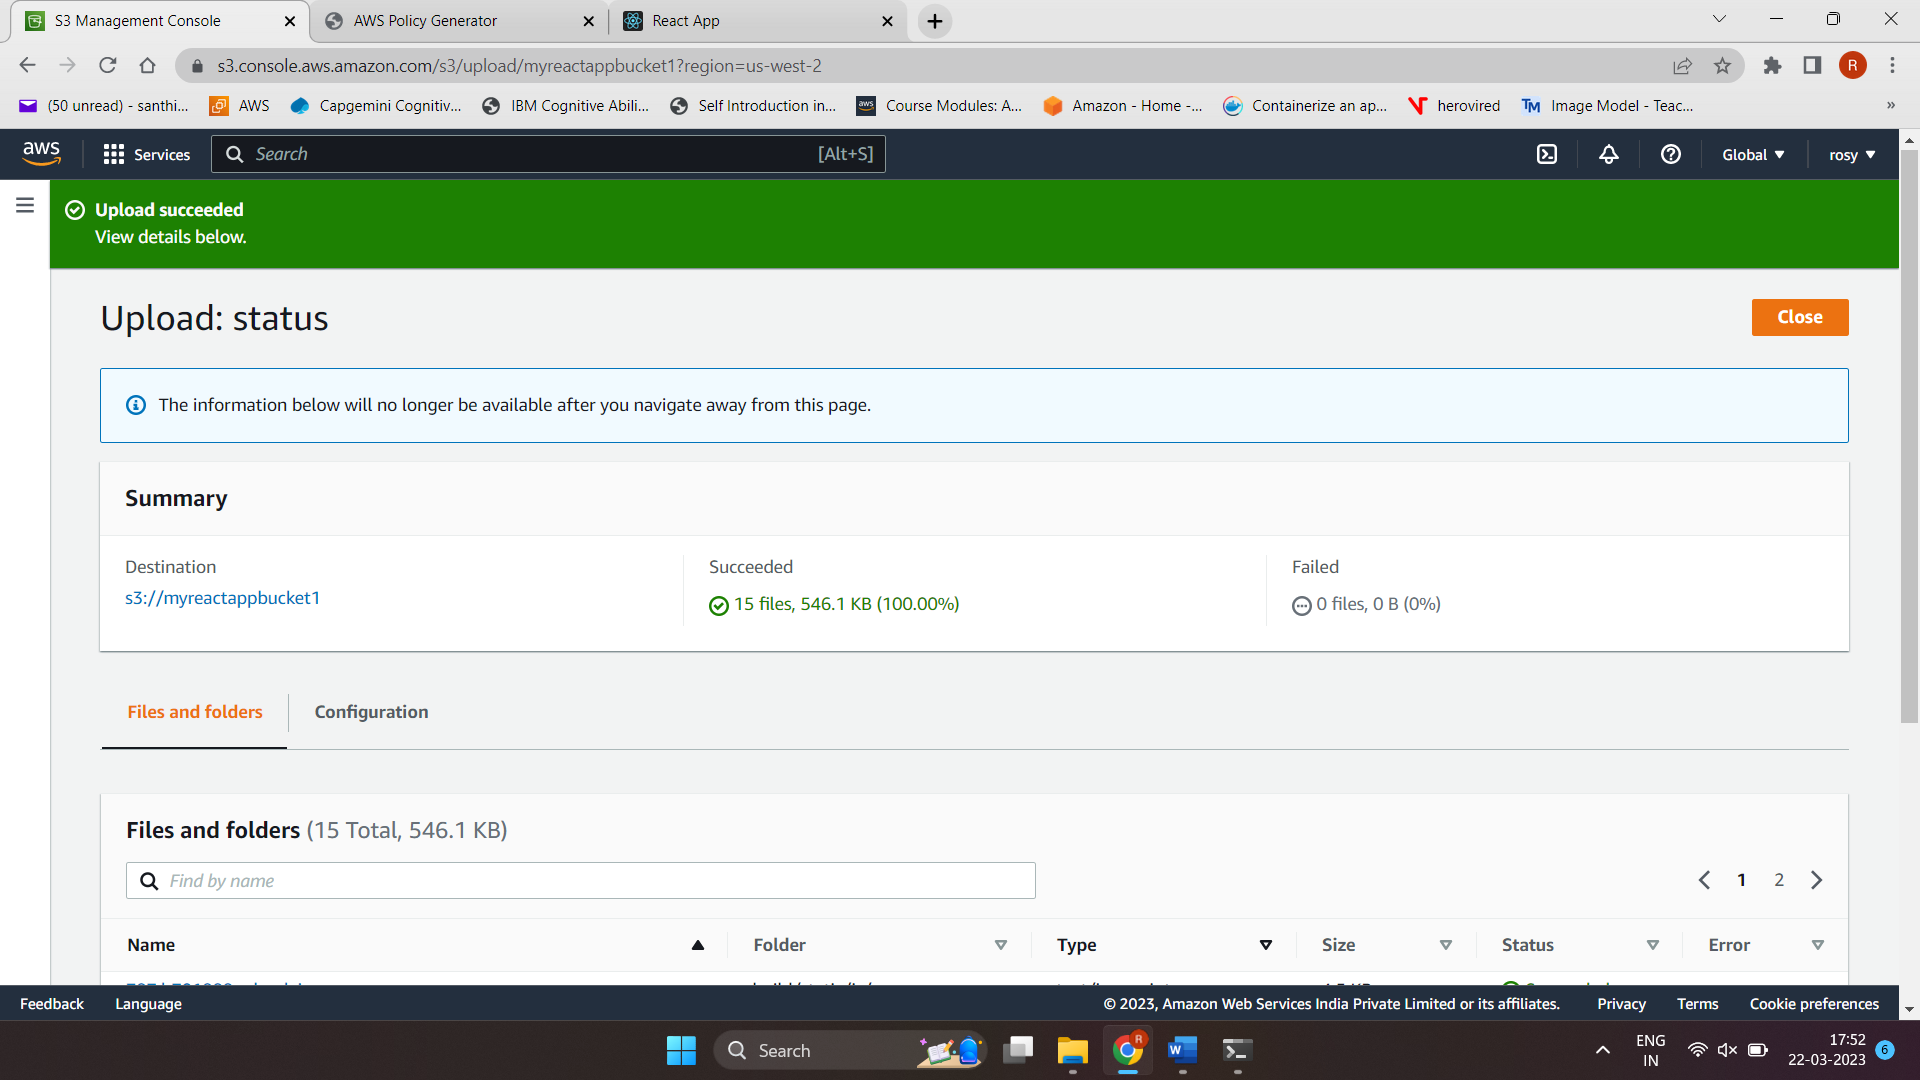 S3 Management Console
AWS Policy Generator
React App
s3.console.aws.amazon.com/s3/upload/myreactappbucket1?region=us-west-2
R
(50 unread) - santhi...
AWS
Capgemini Cognitiv...
IBM Cognitive Abili...
Self Introduction in...
aws
Course Modules: A...
Amazon - Home -...
Containerize an ap...
herovired
TM
Image Model - Teac...
»
aws
Services
Search
[Alt+S]
Global
rosy
Upload succeeded
View details below.
Upload: status
Close
The information below will no longer be available after you navigate away from this page.
Summary
Destination
s3://myreactappbucket1
Succeeded
15 files, 546.1 KB (100.00%)
Failed
0 files, 0 B (0%)
Files and folders
Configuration
Files and folders (15 Total, 546.1 KB)
Find by name
1
2
Name
Folder
Type
Size
Status
Error
Feedback
Language
© 2023, Amazon Web Services India Private Limited or its affiliates.
Privacy
Terms
Cookie preferences
Search
R
W
ENG
IN
17:52
22-03-2023
6